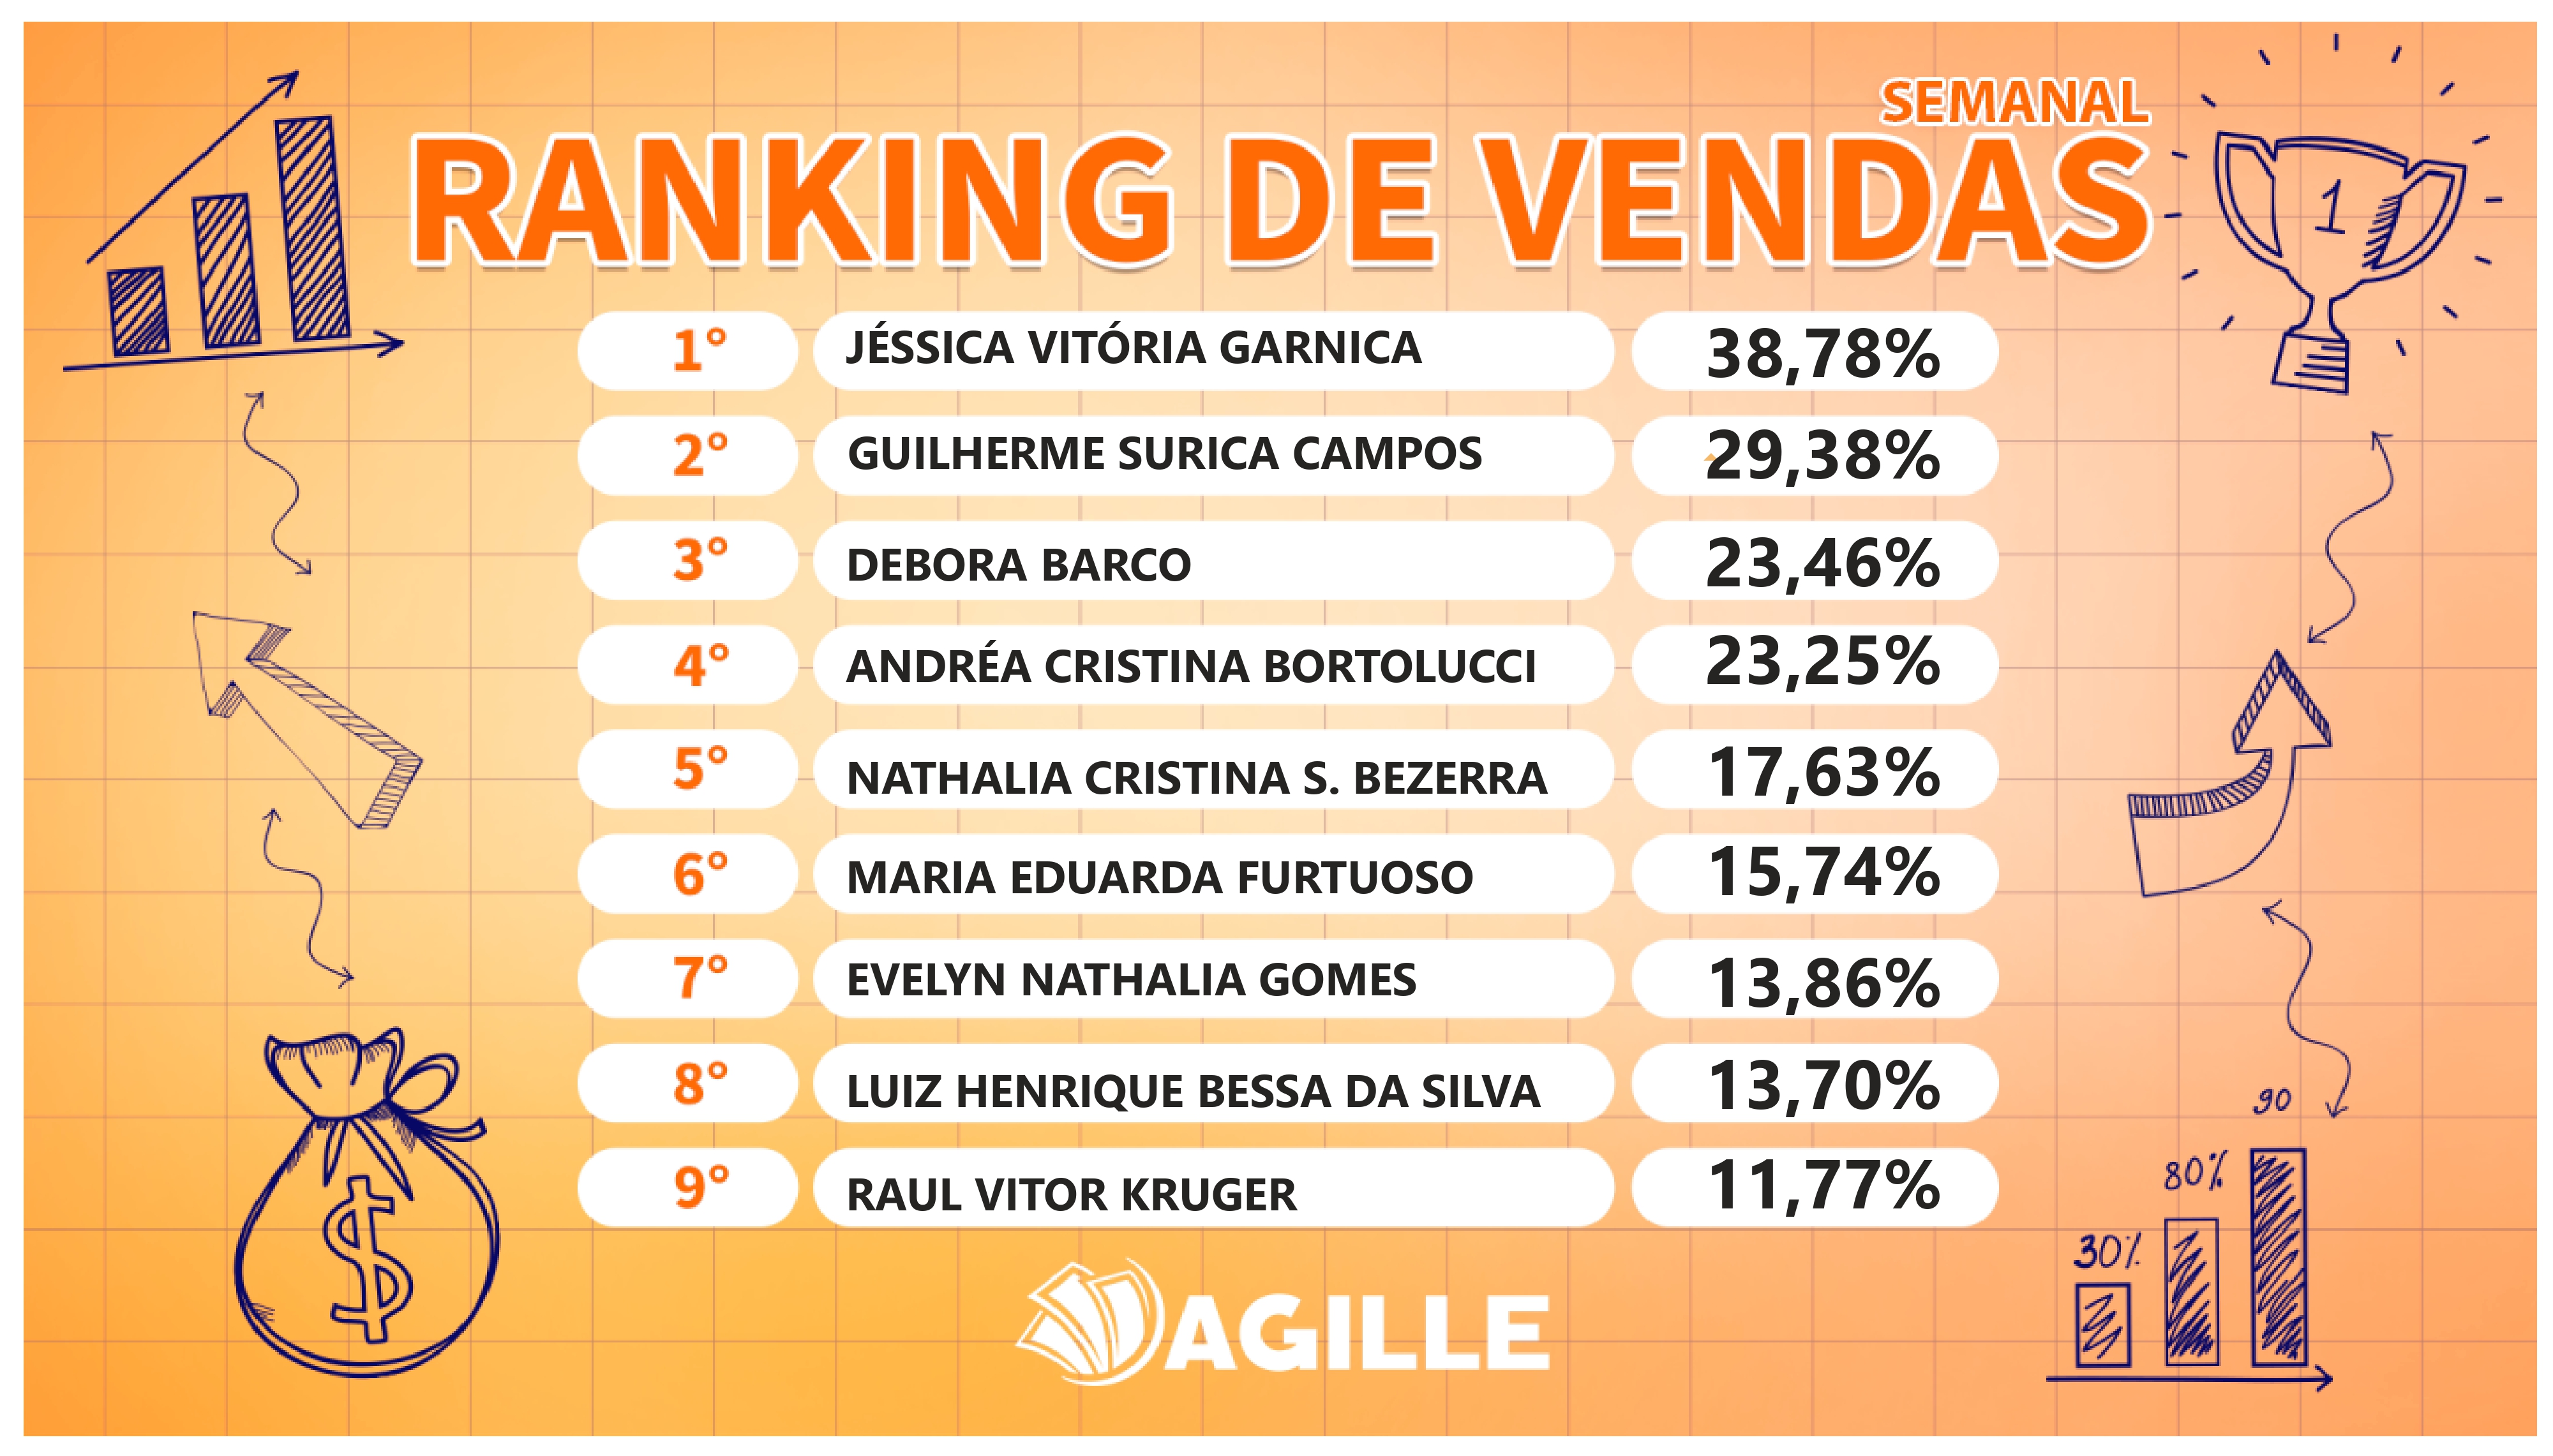 SEMANAL
RANKING DE VENDAS
1
1° JÉSSICA VITÓRIA GARNICA 38,78%
2° GUILHERME SURICA CAMPOS 29,38%
3° DEBORA BARCO 23,46%
4° ANDRÉA CRISTINA BORTOLUCCI 23,25%
5° NATHALIA CRISTINA S. BEZERRA 17,63%
6° MARIA EDUARDA FURTUOSO 15,74%
7° EVELYN NATHALIA GOMES 13,86%
8° LUIZ HENRIQUE BESSA DA SILVA 13,70%
9° RAUL VITOR KRUGER 11,77%
90
80%
30%
$
AGILLE